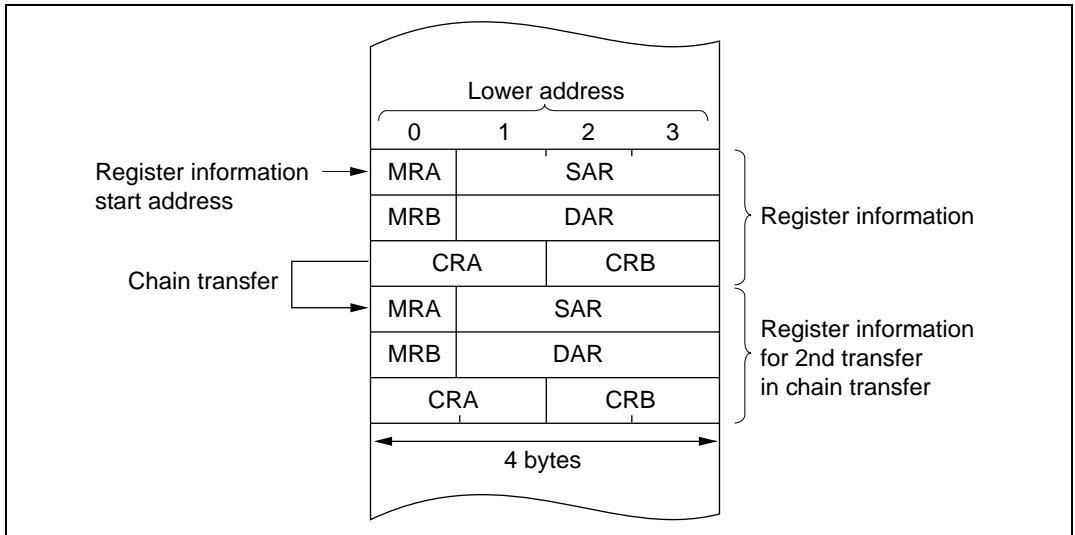 Lower address
0 1 2 3
Register information
start address
MRA SAR
MRB DAR
Register information
CRA CRB
Chain transfer
MRA SAR
Register information
for 2nd transfer
in chain transfer
MRB DAR
CRA CRB
4 bytes